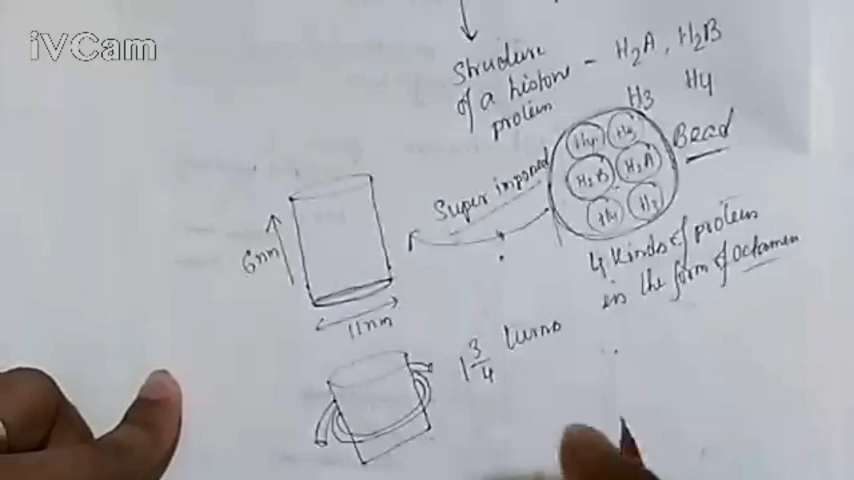 iVCam
Structure
of a histone - H2A, H2B
protein H3 H4
Bead
H4 H3
H2B H2A
H4 H3
Super imposed
4 kinds of protein
in the form of Octamer
6nm
11nm
1 3/4 turns